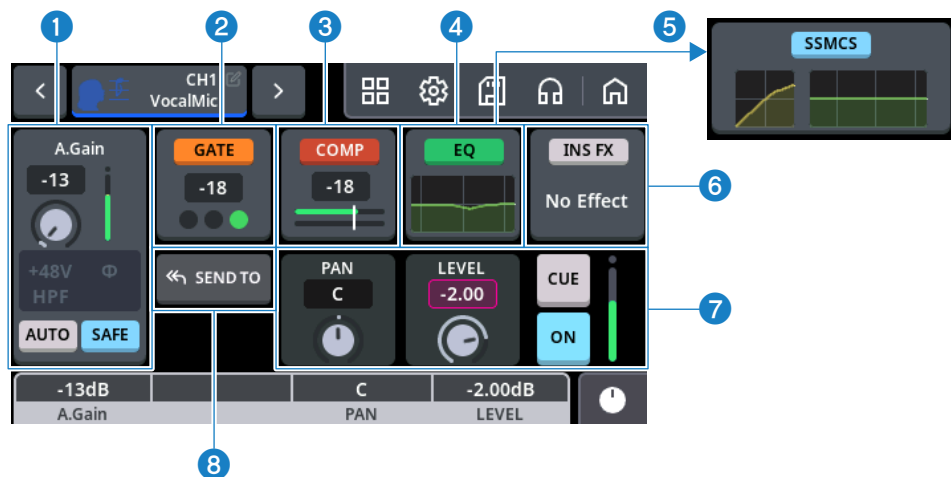 1
2
3
4
5
SSMCS
CH1
VocalMic
A.Gain
-13
+48V Φ
HPF
AUTO SAFE
GATE
-18
COMP
-18
EQ
INS FX
No Effect
6
SEND TO
PAN
C
LEVEL
-2.00
CUE
ON
7
-13dB C -2.00dB
A.Gain PAN LEVEL
8